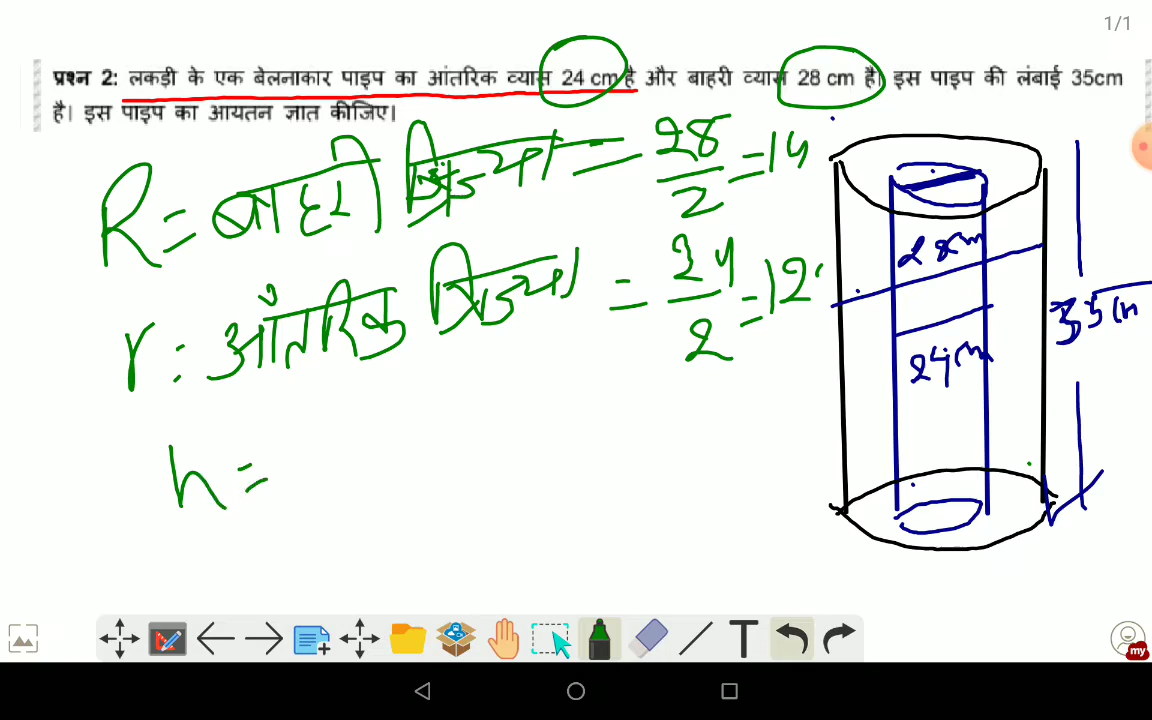 1/1
प्रश्न 2: लकड़ी के एक बेलनाकार पाइप का आंतरिक व्यास 24 cm है और बाहरी व्यास 28 cm है। इस पाइप की लंबाई 35cm
है। इस पाइप का आयतन ज्ञात कीजिए।
R = बाहरी त्रिज्या = 28/2 = 14
r : आंतरिक त्रिज्या = 24/2 = 12
h =
28cm
24cm
35cm
T
my